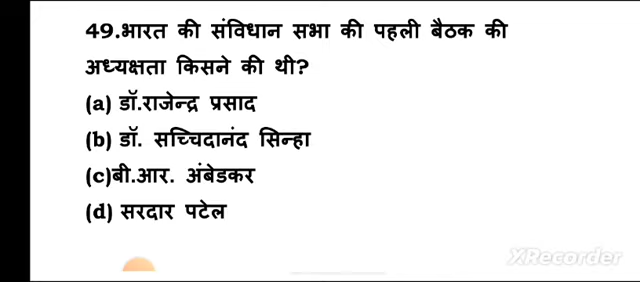 49.भारत की संविधान सभा की पहली बैठक की
अध्यक्षता किसने की थी?
(a) डॉ.राजेन्द्र प्रसाद
(b) डॉ. सच्चिदानंद सिन्हा
(c)बी.आर. अंबेडकर
(d) सरदार पटेल
XRecorder